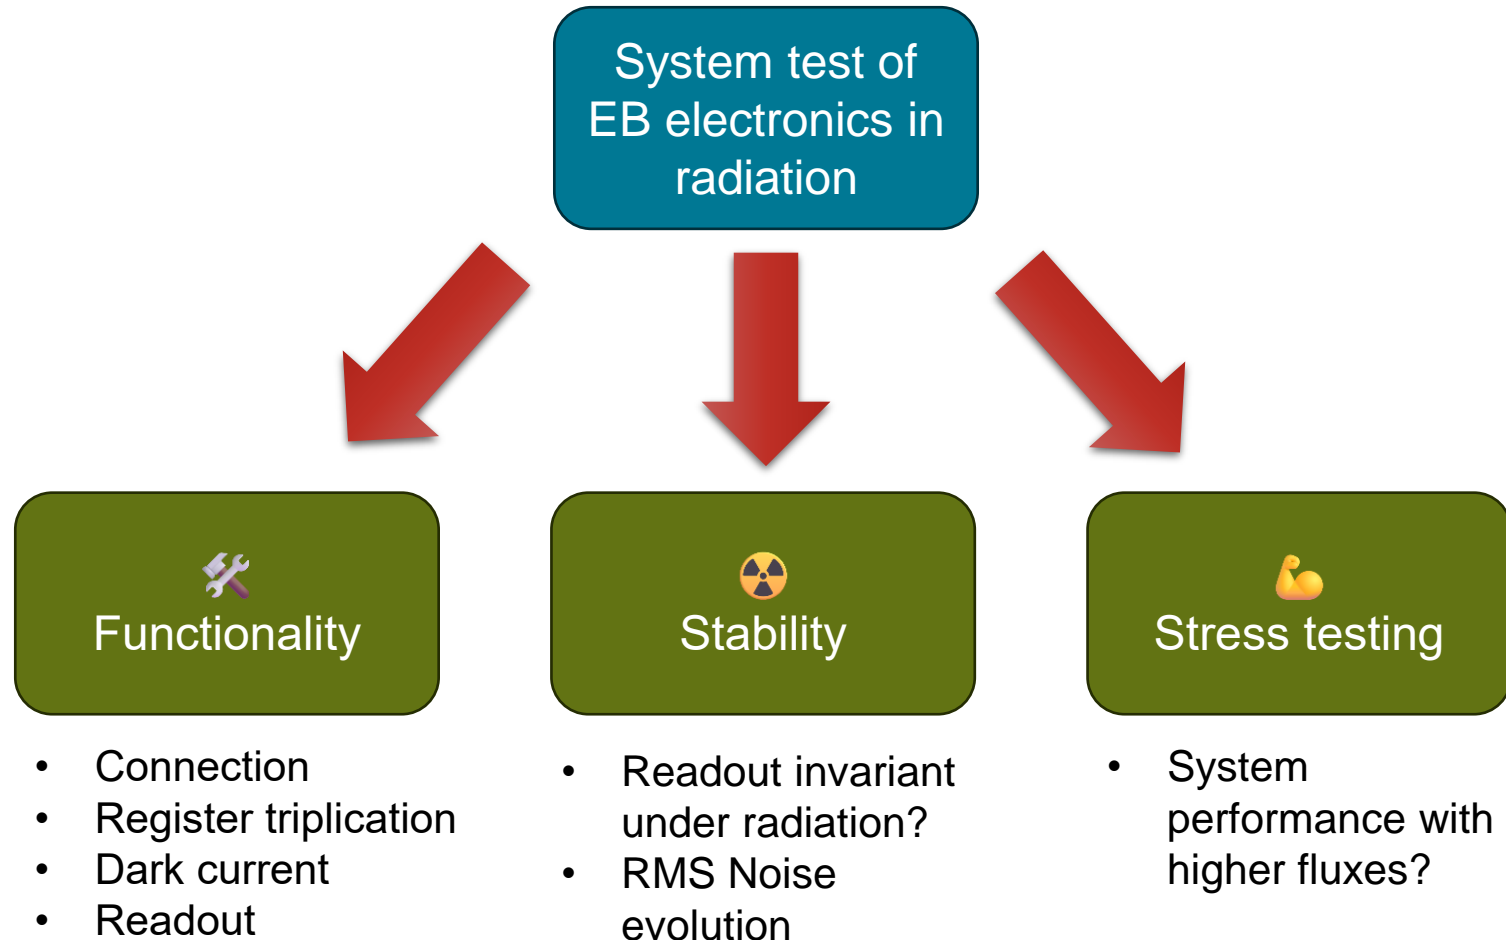 System test of
EB electronics in
radiation
Functionality
Stability
Stress testing
• Connection
• Register triplication
• Dark current
• Readout
• Readout invariant
under radiation?
• RMS Noise
evolution
• System
performance with
higher fluxes?